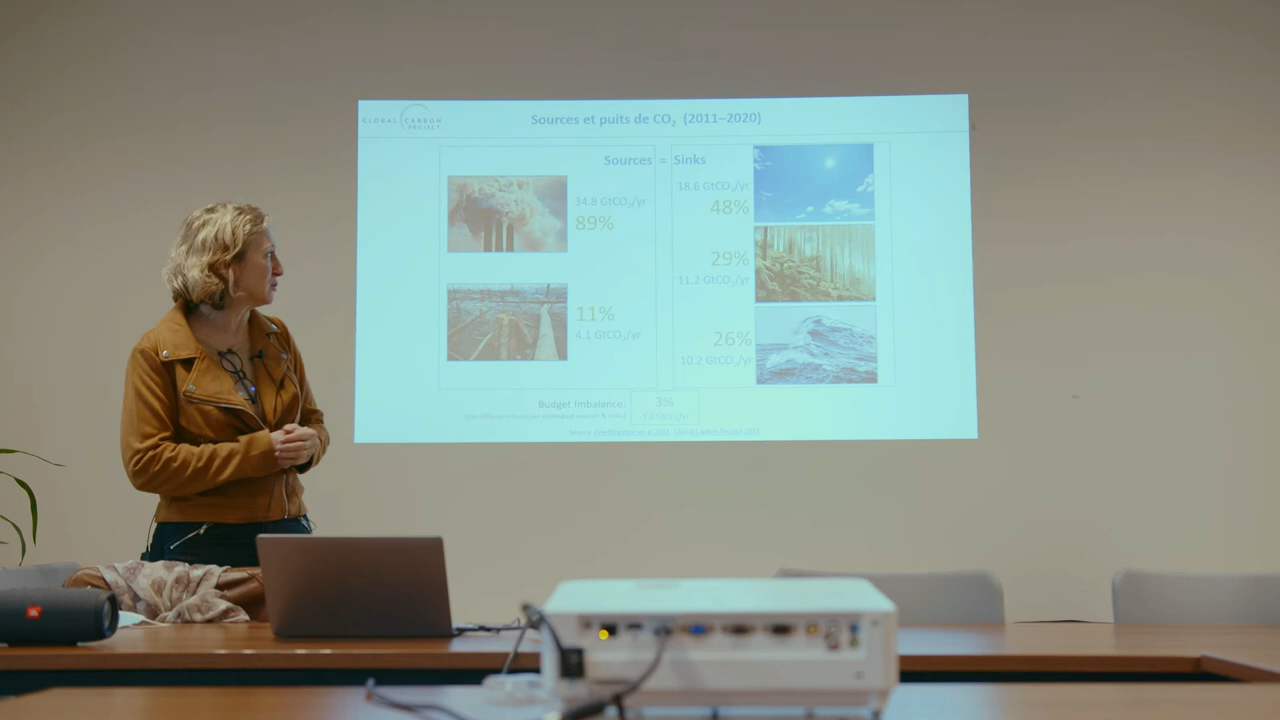 GLOBAL CARBON
PROJECT
Sources et puits de CO₂ (2011–2020)
Sources = Sinks
34.8 GtCO₂/yr
89%
11%
4.1 GtCO₂/yr
18.6 GtCO₂/yr
48%
29%
11.2 GtCO₂/yr
26%
10.2 GtCO₂/yr
Budget Imbalance:
3%
JBL